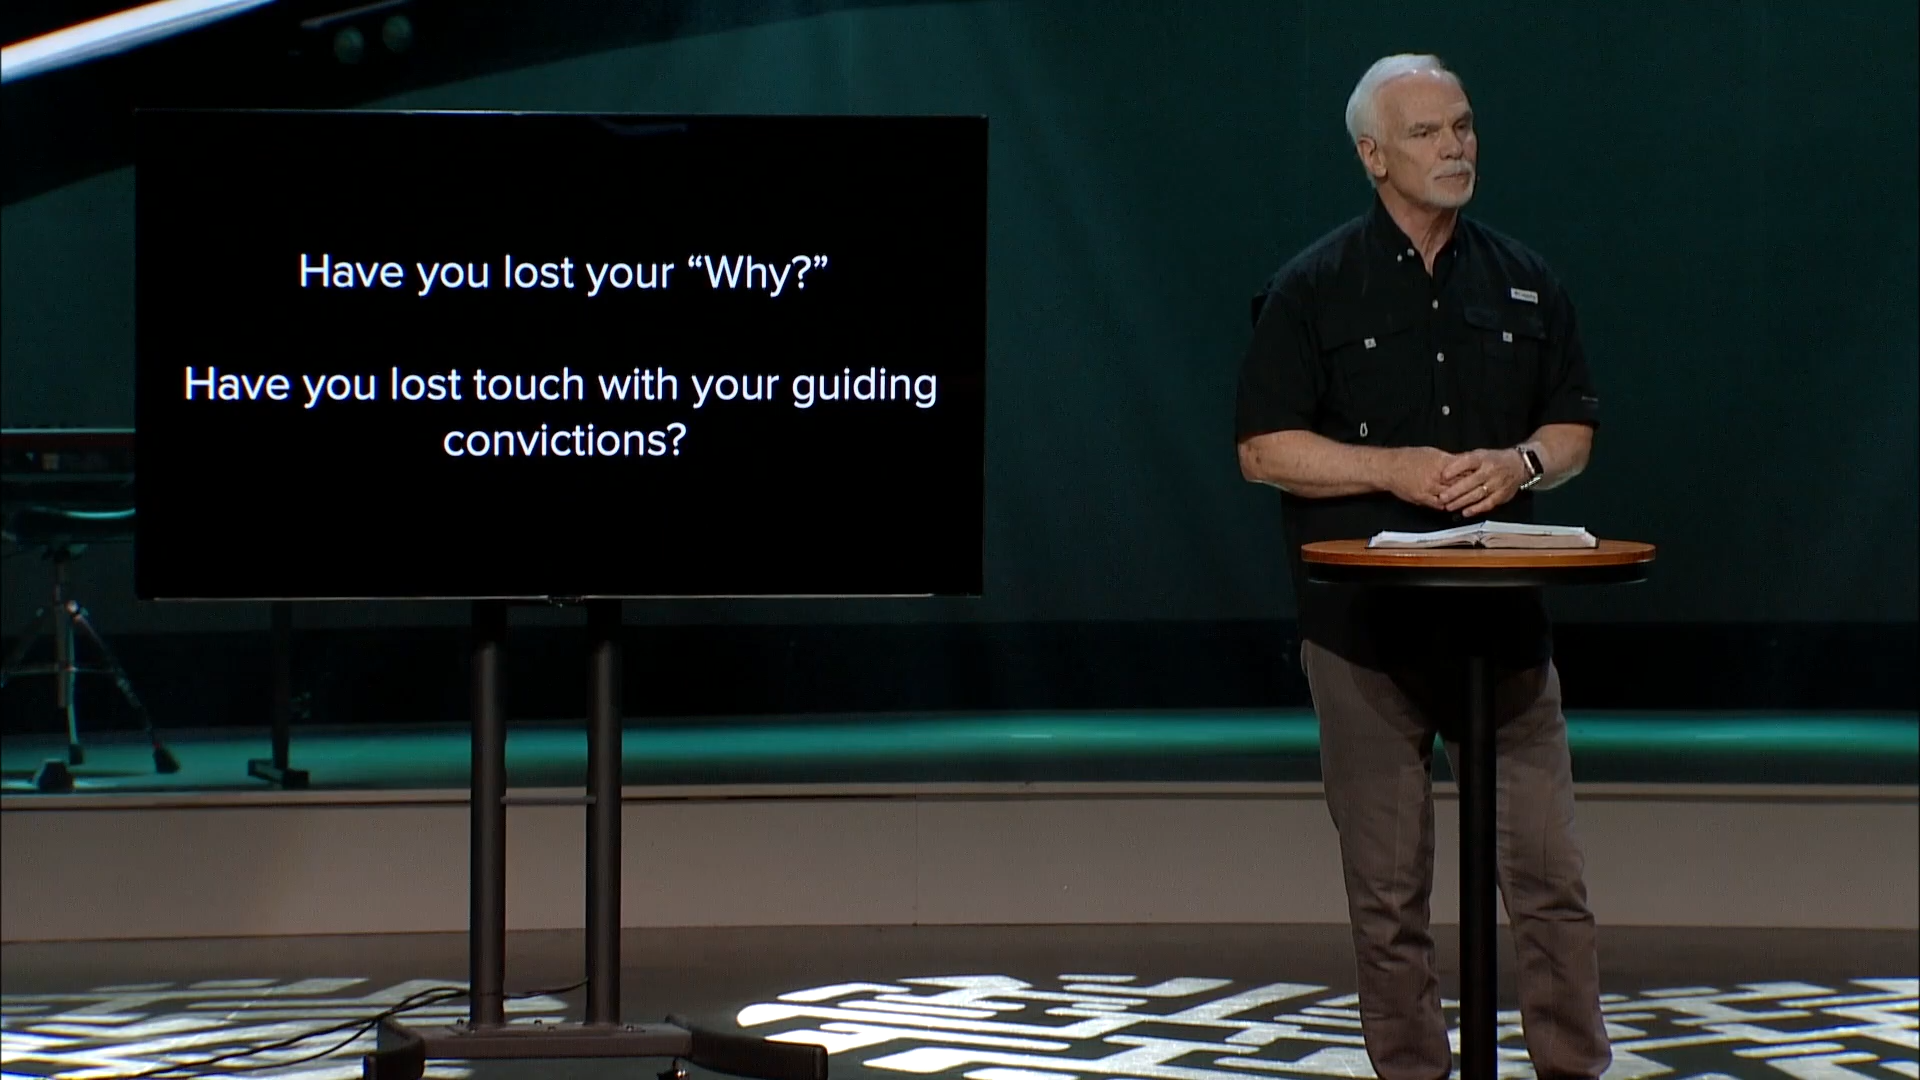 Have you lost your “Why?”
Have you lost touch with your guiding
convictions?